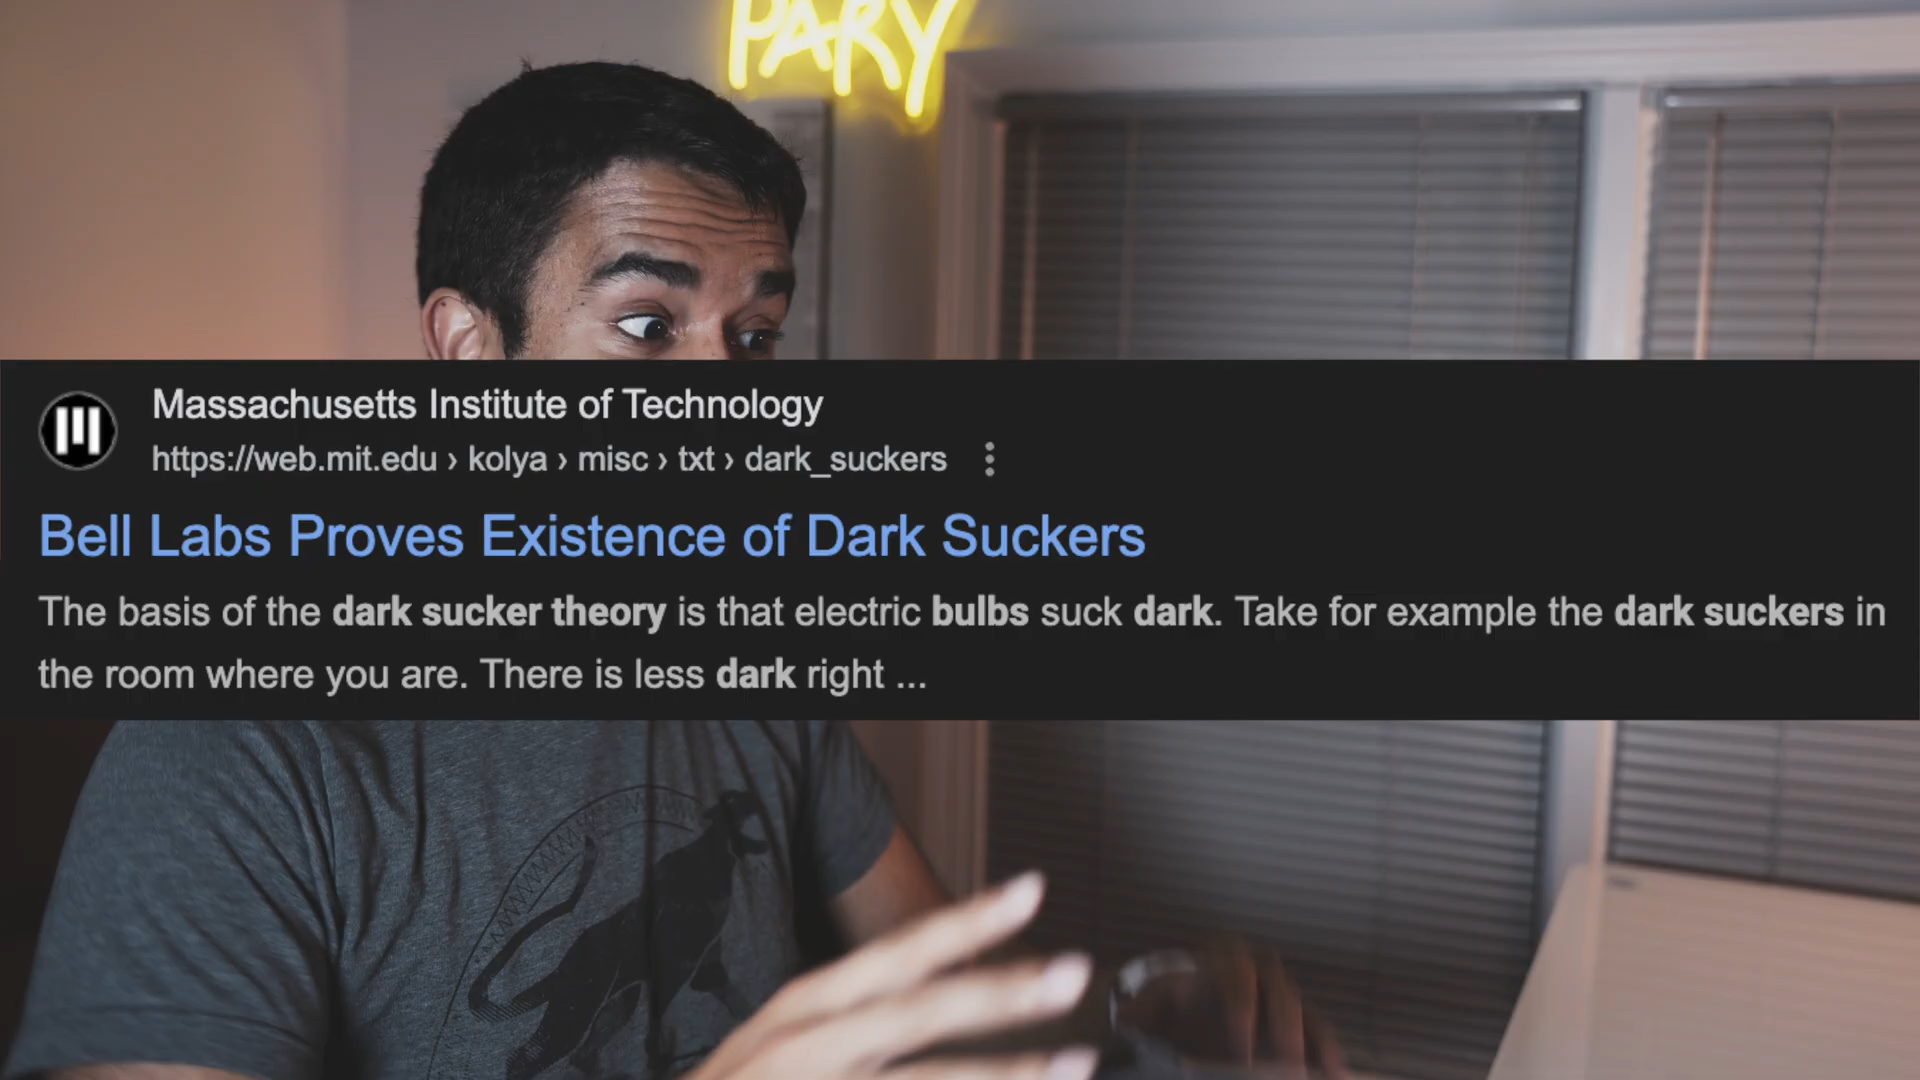 PARY
Massachusetts Institute of Technology
https://web.mit.edu › kolya › misc › txt › dark_suckers
Bell Labs Proves Existence of Dark Suckers
The basis of the dark sucker theory is that electric bulbs suck dark. Take for example the dark suckers in
the room where you are. There is less dark right ...